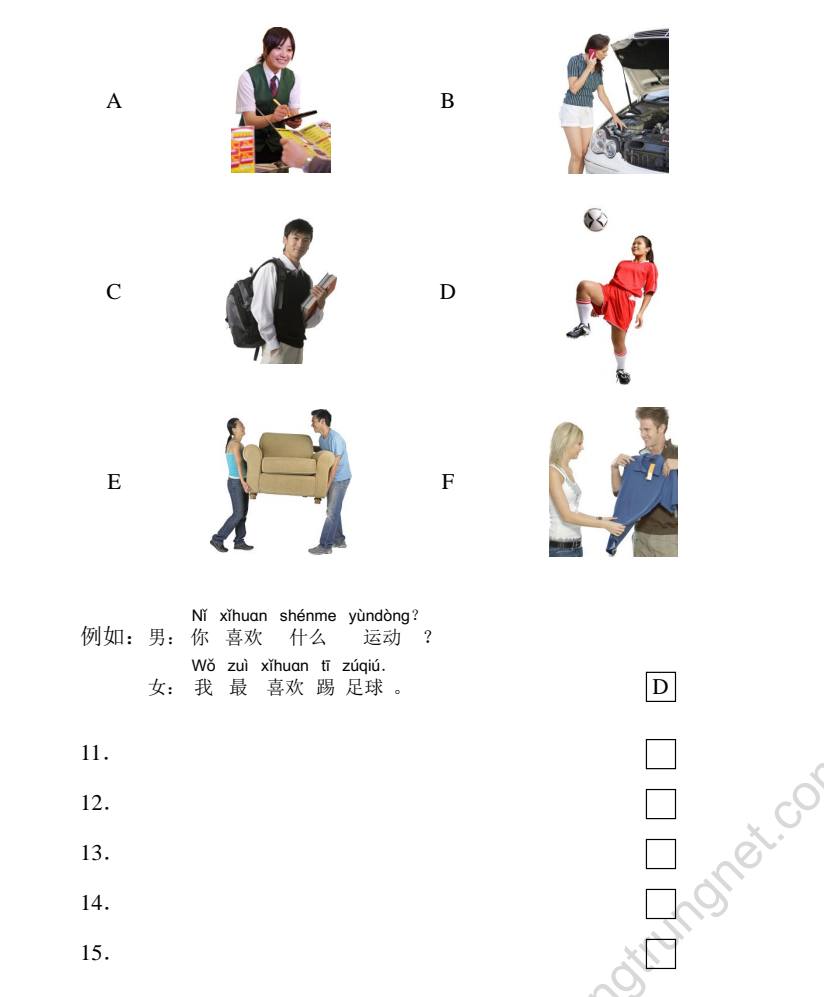 A
B
C
D
E
F
Nǐ xǐhuan shénme yùndòng?
例如：男：你 喜欢 什么 运动 ？
Wǒ zuì xǐhuan tī zúqiú.
女：我 最 喜欢 踢 足球 。
D
11.
12.
13.
14.
15.